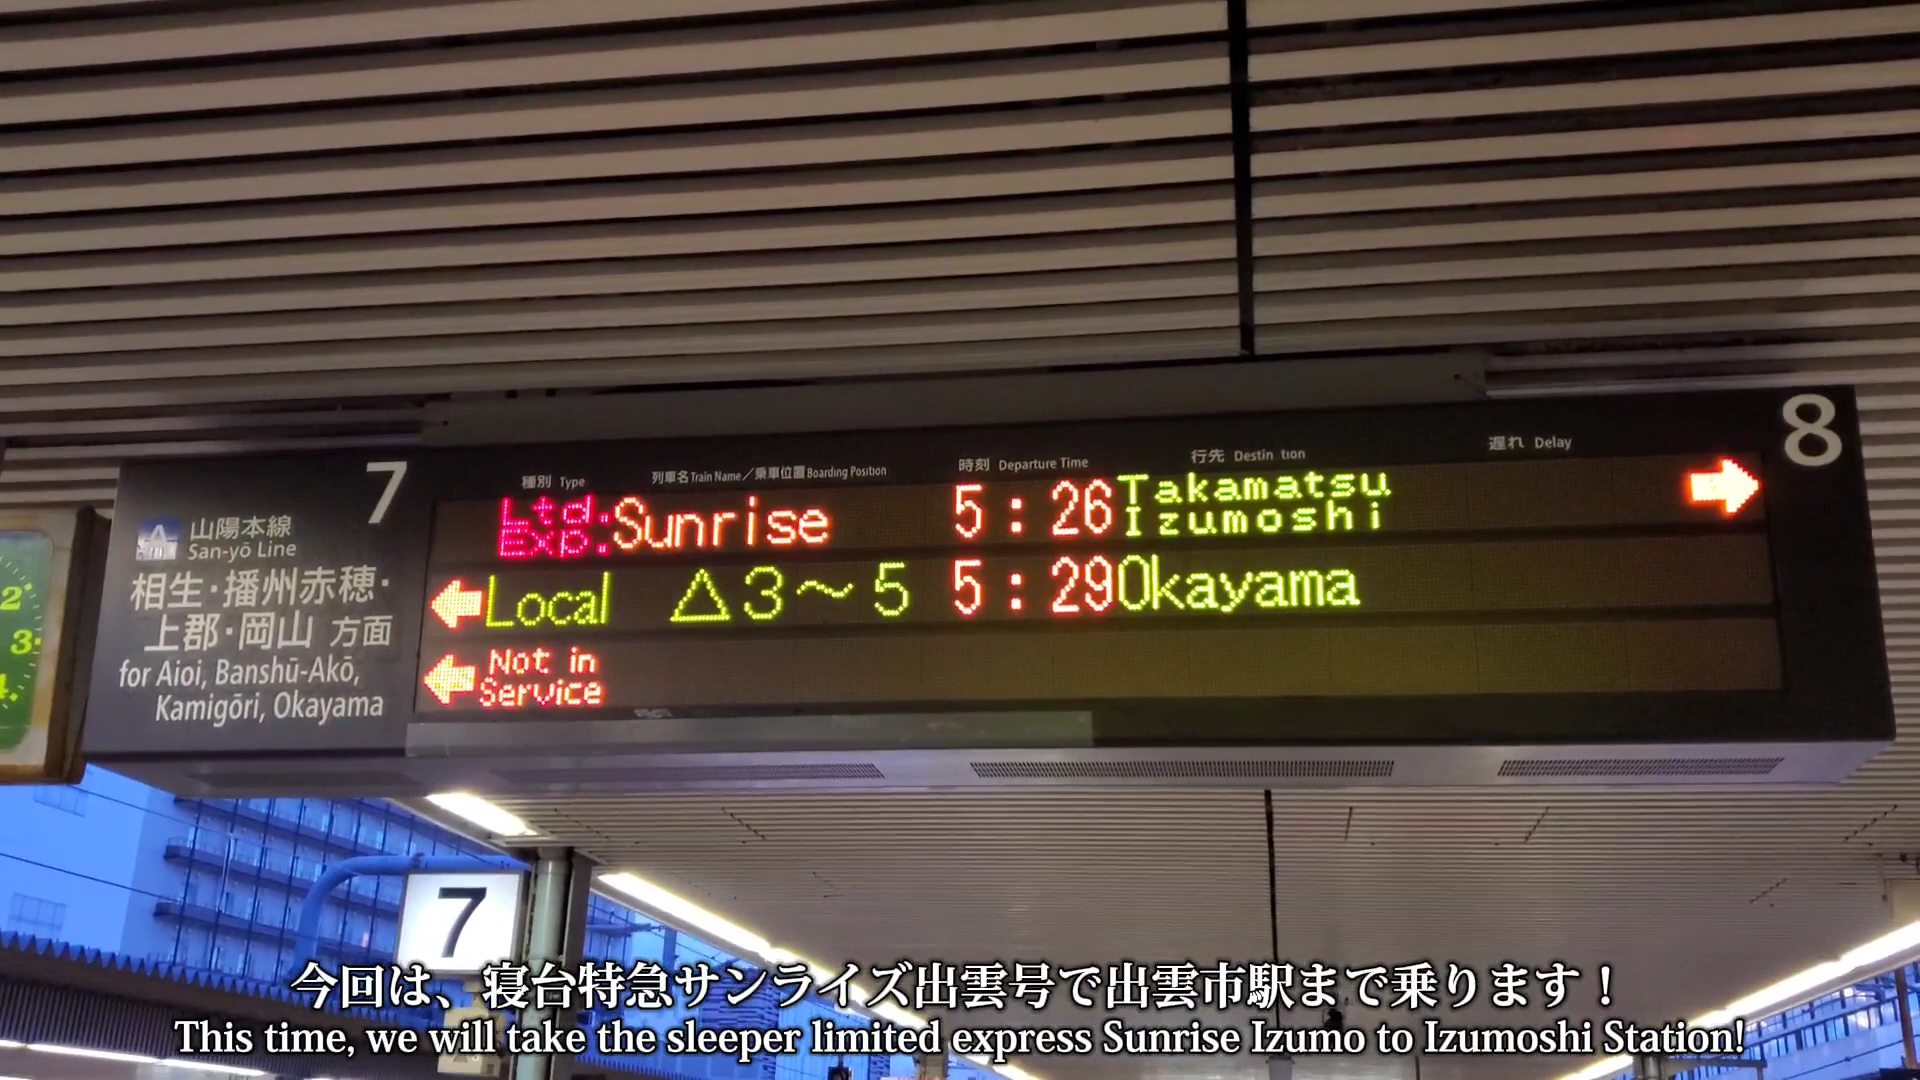 7
山陽本線
San-yō Line
相生・播州赤穂・
上郡・岡山 方面
for Aioi, Banshū-Akō,
Kamigōri, Okayama
種別 Type 列車名 Train Name／乗車位置 Boarding Position 時刻 Departure Time 行先 Destin tion 遅れ Delay
8
Ltd. Exp. Sunrise 5:26 Takamatsu Izumoshi
Local △3～5 5:29 Okayama
Not in
Service
2
3
4
7
今回は、寝台特急サンライズ出雲号で出雲市駅まで乗ります！
This time, we will take the sleeper limited express Sunrise Izumo to Izumoshi Station!